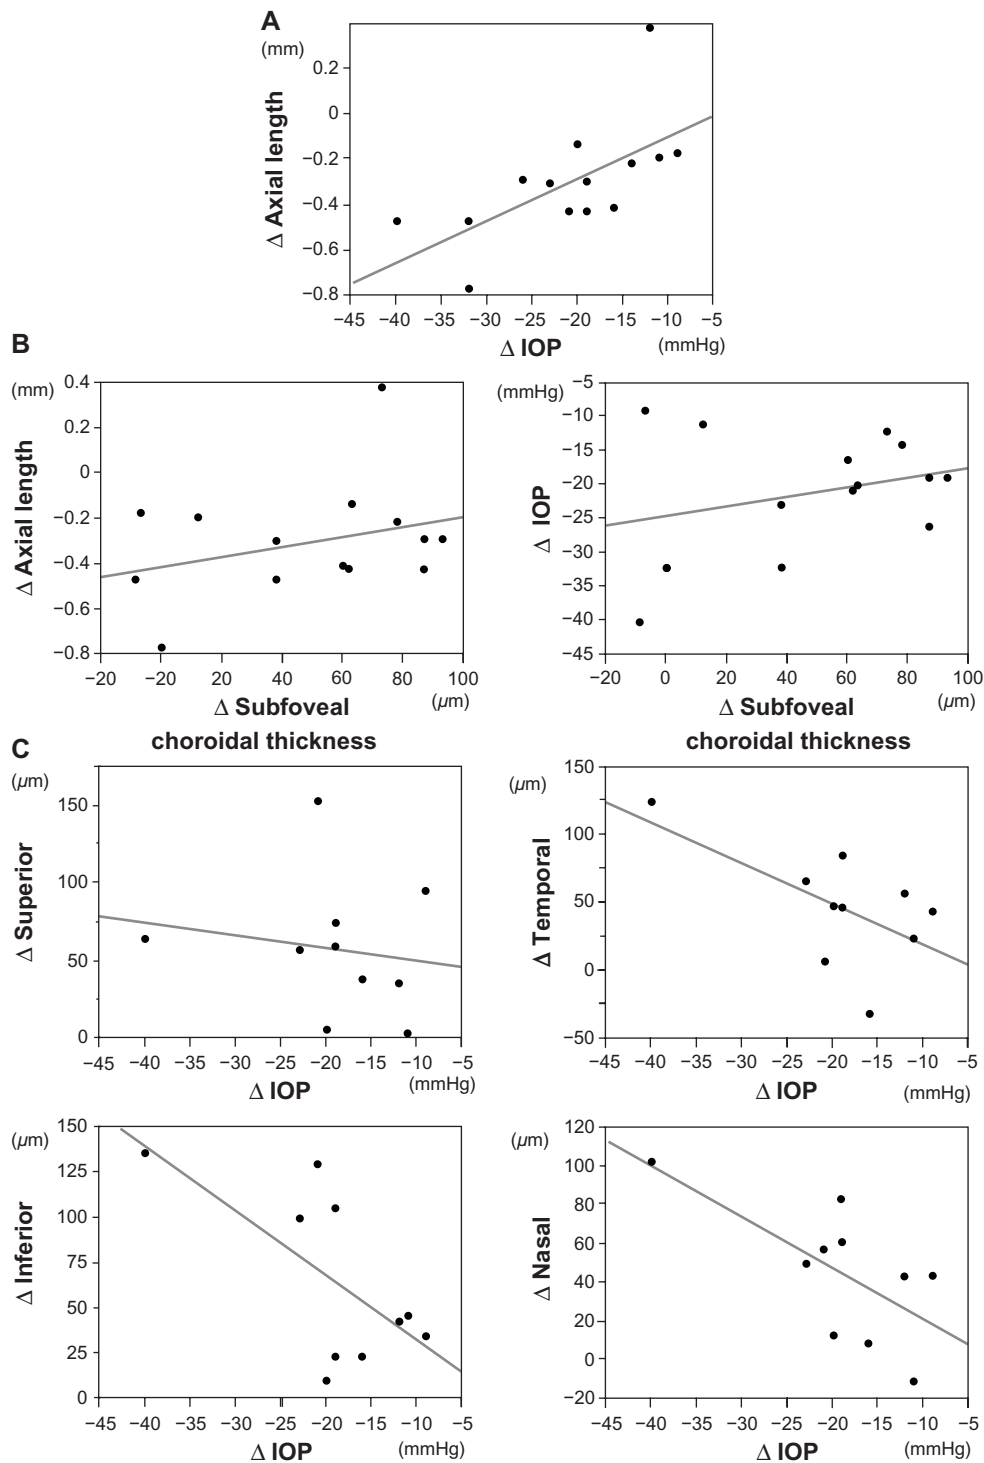 A
(mm)
Δ Axial length
0.2
0
−0.2
−0.4
−0.6
−0.8
−45 −40 −35 −30 −25 −20 −15 −10 −5
Δ IOP
(mmHg)
B
(mm)
Δ Axial length
0.4
0.2
0
−0.2
−0.4
−0.6
−0.8
−20 −20 20 40 60 80 100
Δ Subfoveal
choroidal thickness
(μm)
(mmHg)
Δ IOP
−5
−10
−15
−20
−25
−30
−35
−40
−45
−20 0 20 40 60 80 100
Δ Subfoveal
choroidal thickness
(μm)
C
(μm)
Δ Superior
150
100
50
0
−45 −40 −35 −30 −25 −20 −15 −10 −5
Δ IOP
(mmHg)
(μm)
Δ Temporal
150
100
50
0
−50
−45 −40 −35 −30 −25 −20 −15 −10 −5
Δ IOP
(mmHg)
(μm)
Δ Inferior
150
125
100
75
50
25
0
−45 −40 −35 −30 −25 −20 −15 −10 −5
Δ IOP
(mmHg)
(μm)
Δ Nasal
120
100
80
60
40
20
0
−20
−45 −40 −35 −30 −25 −20 −15 −10 −5
Δ IOP
(mmHg)